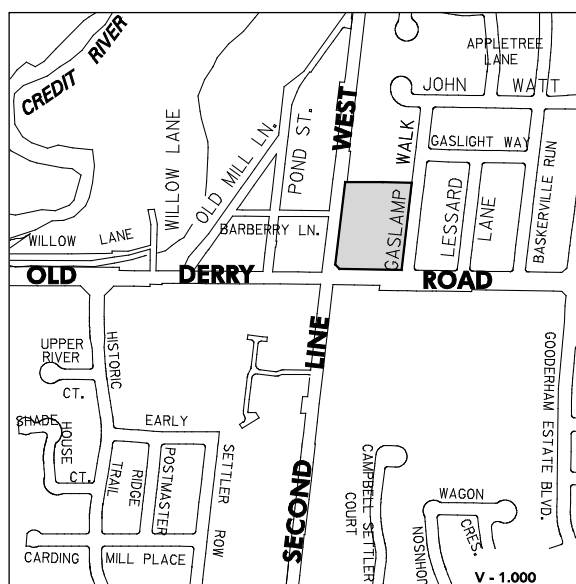 CREDIT RIVER
APPLETREE
LANE
JOHN WATT
WEST
POND ST.
WILLOW LANE
OLD MILL LN.
WALK
GASLAMP
GASLIGHT WAY
LESSARD
LANE
BASKERVILLE RUN
WILLOW LANE
BARBERRY LN.
OLD DERRY ROAD
UPPER
RIVER
CT.
HISTORIC
TRAIL
LINE
SECOND
GOODERHAM ESTATE BLVD.
SHADE
HOUSE
CT.
EARLY
SETTLER
ROW
RIDGE
POSTMASTER
CAMPBELL SETTLER
COURT
WAGON
CRES.
CARDING MILL PLACE
V - 1.000